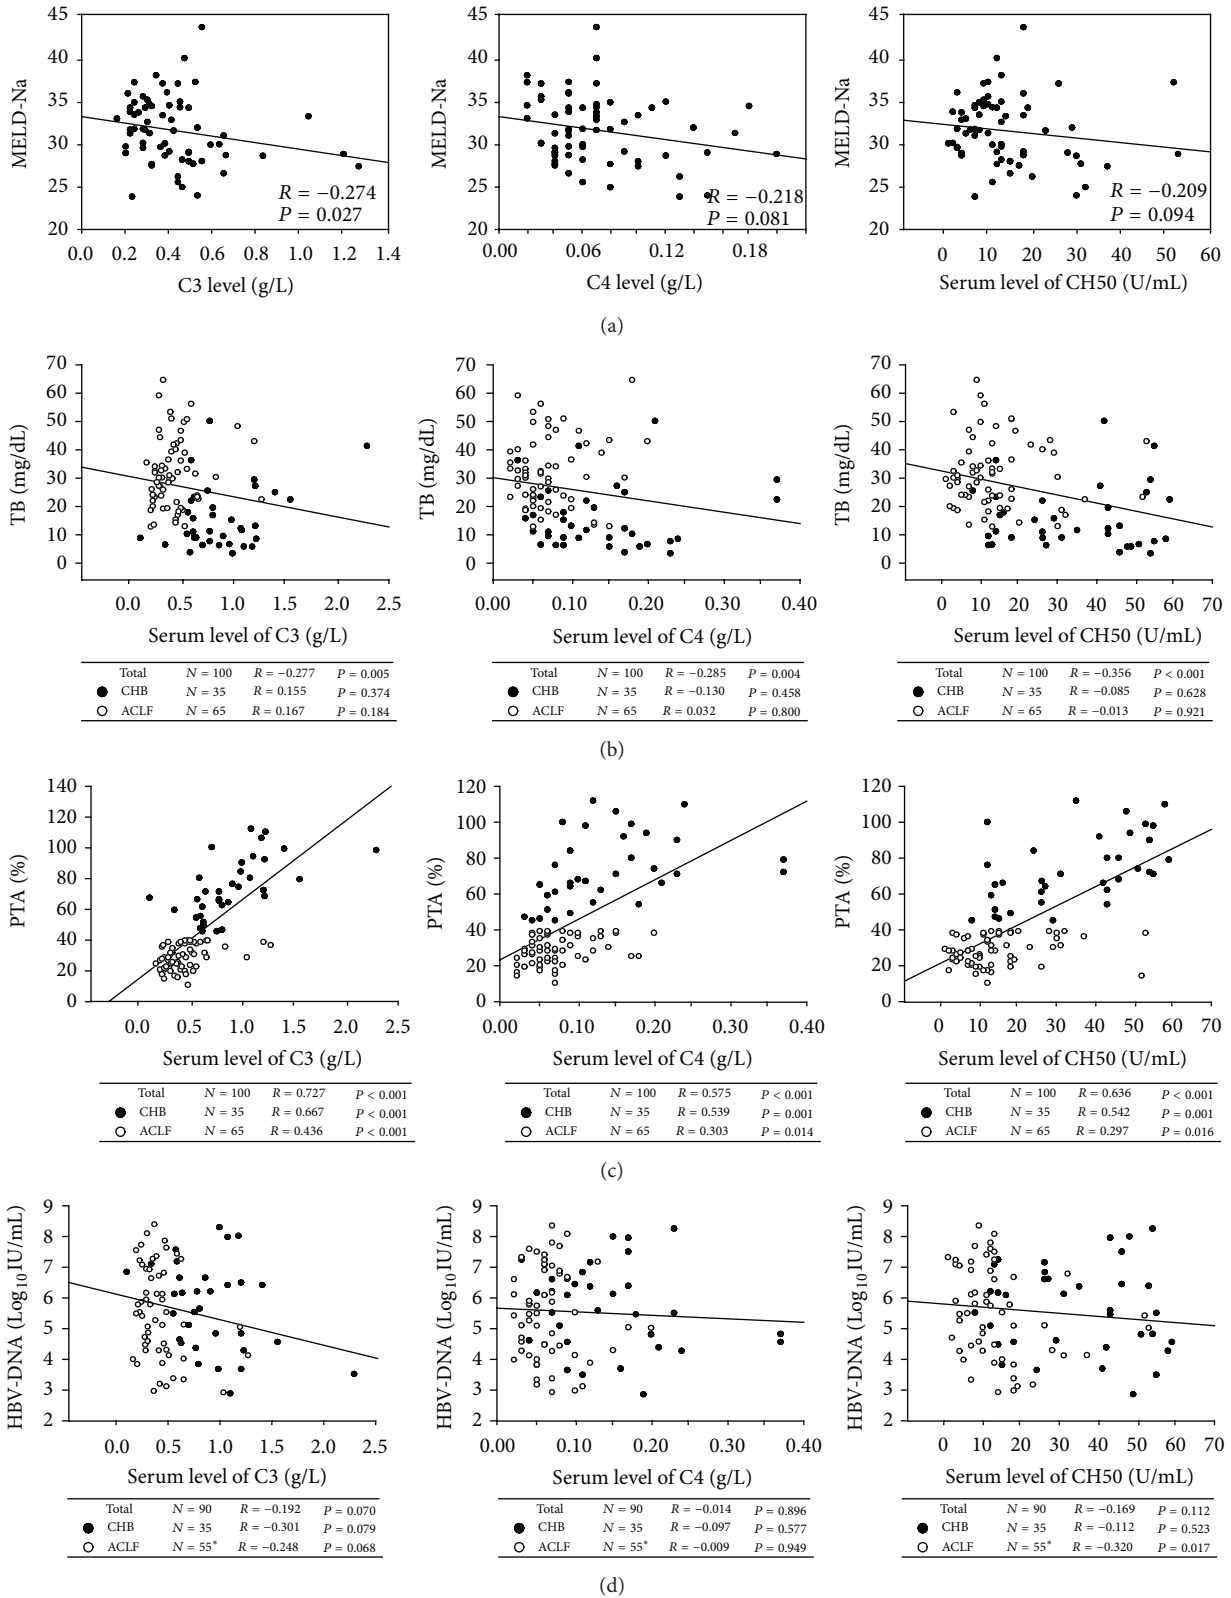 45
40
35
30
25
20
MELD-Na
R = −0.274
P = 0.027
0.0 0.2 0.4 0.6 0.8 1.0 1.2 1.4
C3 level (g/L)
45
40
35
30
25
20
MELD-Na
R = −0.218
P = 0.081
0.00 0.06 0.12 0.18
C4 level (g/L)
45
40
35
30
25
20
MELD-Na
R = −0.209
P = 0.094
0 10 20 30 40 50 60
Serum level of CH50 (U/mL)
(a)
70
60
50
40
30
20
10
0
TB (mg/dL)
0.0 0.5 1.0 1.5 2.0 2.5
Serum level of C3 (g/L)
Total N = 100 R = −0.277 P = 0.005
CHB N = 35 R = 0.155 P = 0.374
ACLF N = 65 R = 0.167 P = 0.184
70
60
50
40
30
20
10
0
TB (mg/dL)
0.00 0.10 0.20 0.30 0.40
Serum level of C4 (g/L)
Total N = 100 R = −0.285 P = 0.004
CHB N = 35 R = −0.130 P = 0.458
ACLF N = 65 R = 0.032 P = 0.800
70
60
50
40
30
20
10
0
TB (mg/dL)
0 10 20 30 40 50 60 70
Serum level of CH50 (U/mL)
Total N = 100 R = −0.356 P < 0.001
CHB N = 35 R = −0.085 P = 0.628
ACLF N = 65 R = −0.013 P = 0.921
(b)
140
120
100
80
60
40
20
0
PTA (%)
0.0 0.5 1.0 1.5 2.0 2.5
Serum level of C3 (g/L)
Total N = 100 R = 0.727 P < 0.001
CHB N = 35 R = 0.667 P < 0.001
ACLF N = 65 R = 0.436 P < 0.001
120
100
80
60
40
20
0
PTA (%)
0.00 0.10 0.20 0.30 0.40
Serum level of C4 (g/L)
Total N = 100 R = 0.575 P < 0.001
CHB N = 35 R = 0.539 P = 0.001
ACLF N = 65 R = 0.303 P = 0.014
120
100
80
60
40
20
0
PTA (%)
0 10 20 30 40 50 60 70
Serum level of CH50 (U/mL)
Total N = 100 R = 0.636 P < 0.001
CHB N = 35 R = 0.542 P = 0.001
ACLF N = 65 R = 0.297 P = 0.016
(c)
9
8
7
6
5
4
3
2
HBV-DNA (Log10 IU/mL)
0.0 0.5 1.0 1.5 2.0 2.5
Serum level of C3 (g/L)
Total N = 90 R = −0.192 P = 0.070
CHB N = 35 R = −0.301 P = 0.079
ACLF N = 55* R = −0.248 P = 0.068
9
8
7
6
5
4
3
2
HBV-DNA (Log10 IU/mL)
0.00 0.10 0.20 0.30 0.40
Serum level of C4 (g/L)
Total N = 90 R = −0.014 P = 0.896
CHB N = 35 R = −0.097 P = 0.577
ACLF N = 55* R = −0.009 P = 0.949
9
8
7
6
5
4
3
2
HBV-DNA (Log10 IU/mL)
0 10 20 30 40 50 60 70
Serum level of CH50 (U/mL)
Total N = 90 R = −0.169 P = 0.112
CHB N = 35 R = −0.112 P = 0.523
ACLF N = 55* R = −0.320 P = 0.017
(d)